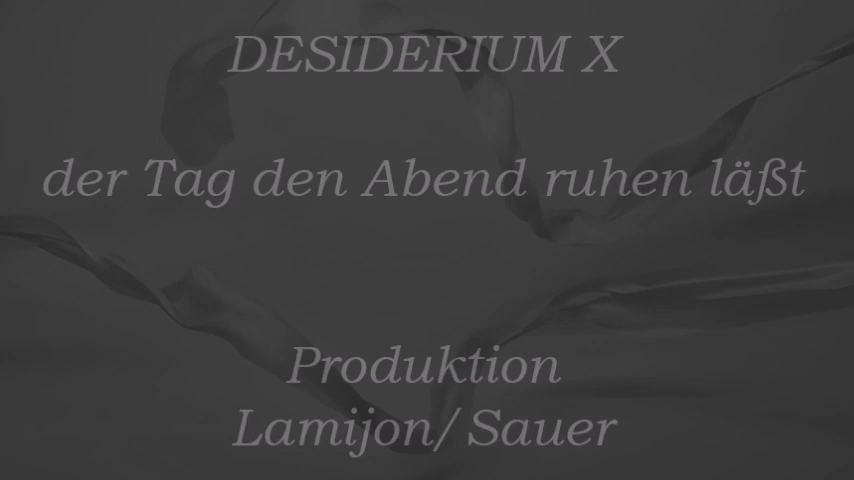 DESIDERIUM X
der Tag den Abend ruhen läßt
Produktion
Lamijon/Sauer